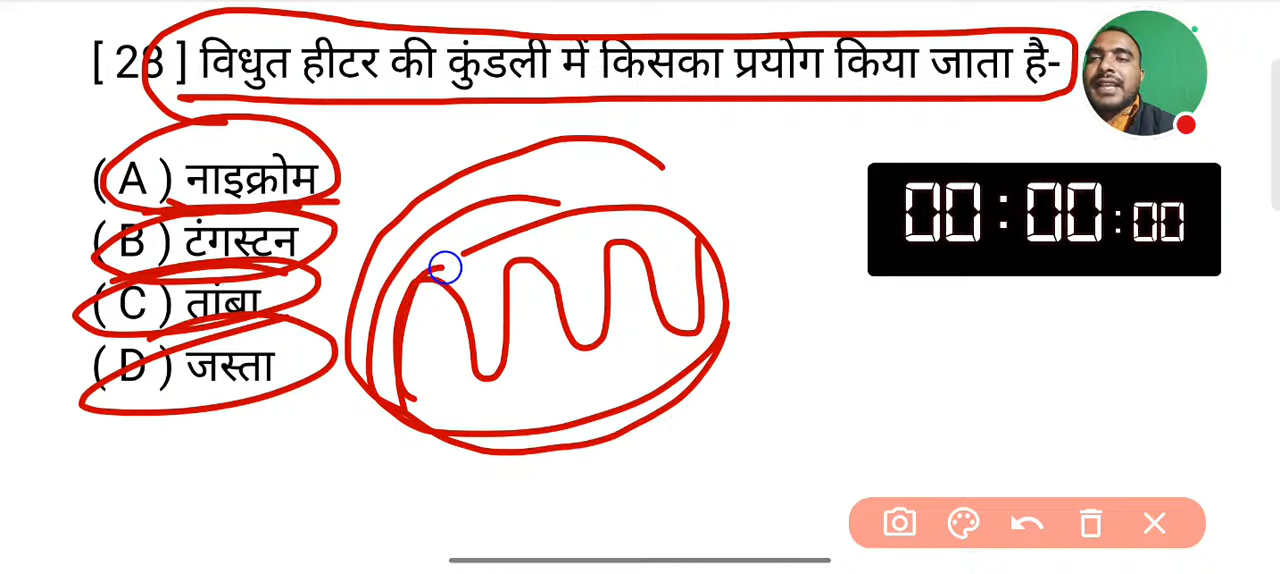 [ 28 ] विधुत हीटर की कुंडली में किसका प्रयोग किया जाता है-
( A ) नाइक्रोम
( B ) टंगस्टन
( C ) तांबा
( D ) जस्ता
00:00:00